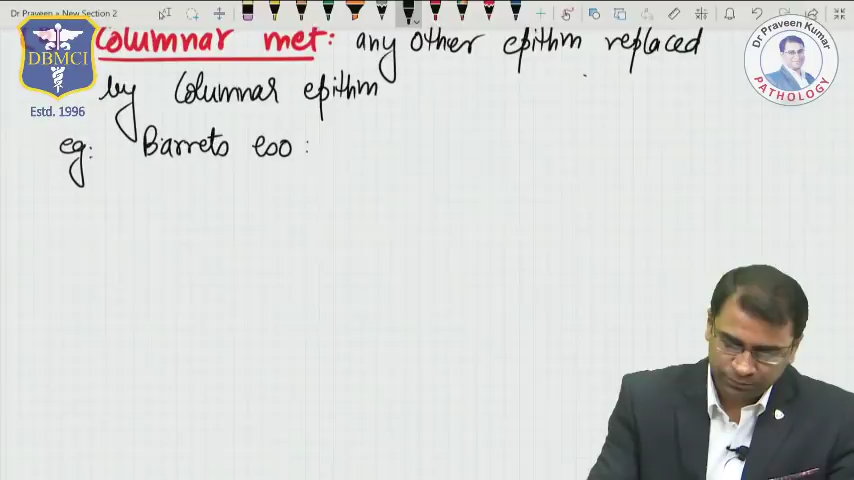 Dr Praveen » New Section 2
Columnar met: any other epithm replaced
by Columnar epithm
eg: Barrets eso :
DBMCI
Estd. 1996
Dr Praveen Kumar
PATHOLOGY